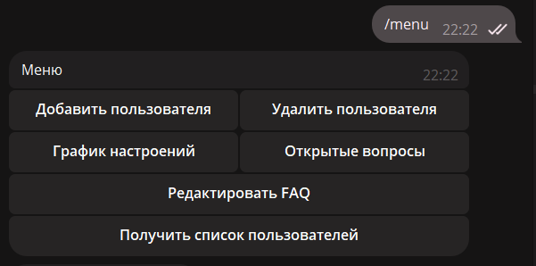 /menu 22:22
Меню 22:22
Добавить пользователя Удалить пользователя
График настроений Открытые вопросы
Редактировать FAQ
Получить список пользователей